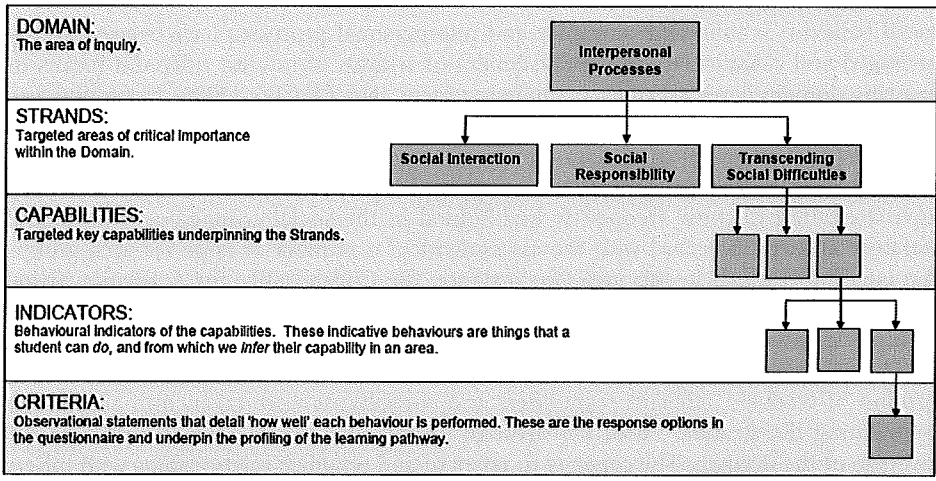 DOMAIN:
The area of inquiry.
Interpersonal
Processes
STRANDS:
Targeted areas of critical importance
within the Domain.
Social Interaction
Social
Responsibility
Transcending
Social Difficulties
CAPABILITIES:
Targeted key capabilities underpinning the Strands.
INDICATORS:
Behavioural indicators of the capabilities. These indicative behaviours are things that a
student can do, and from which we infer their capability in an area.
CRITERIA:
Observational statements that detail 'how well' each behaviour is performed. These are the response options in
the questionnaire and underpin the profiling of the learning pathway.